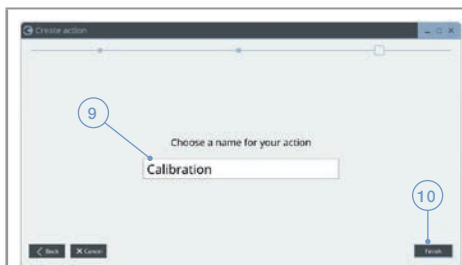 Create action
9
Choose a name for your action
Calibration
10
Back Cancel Finish